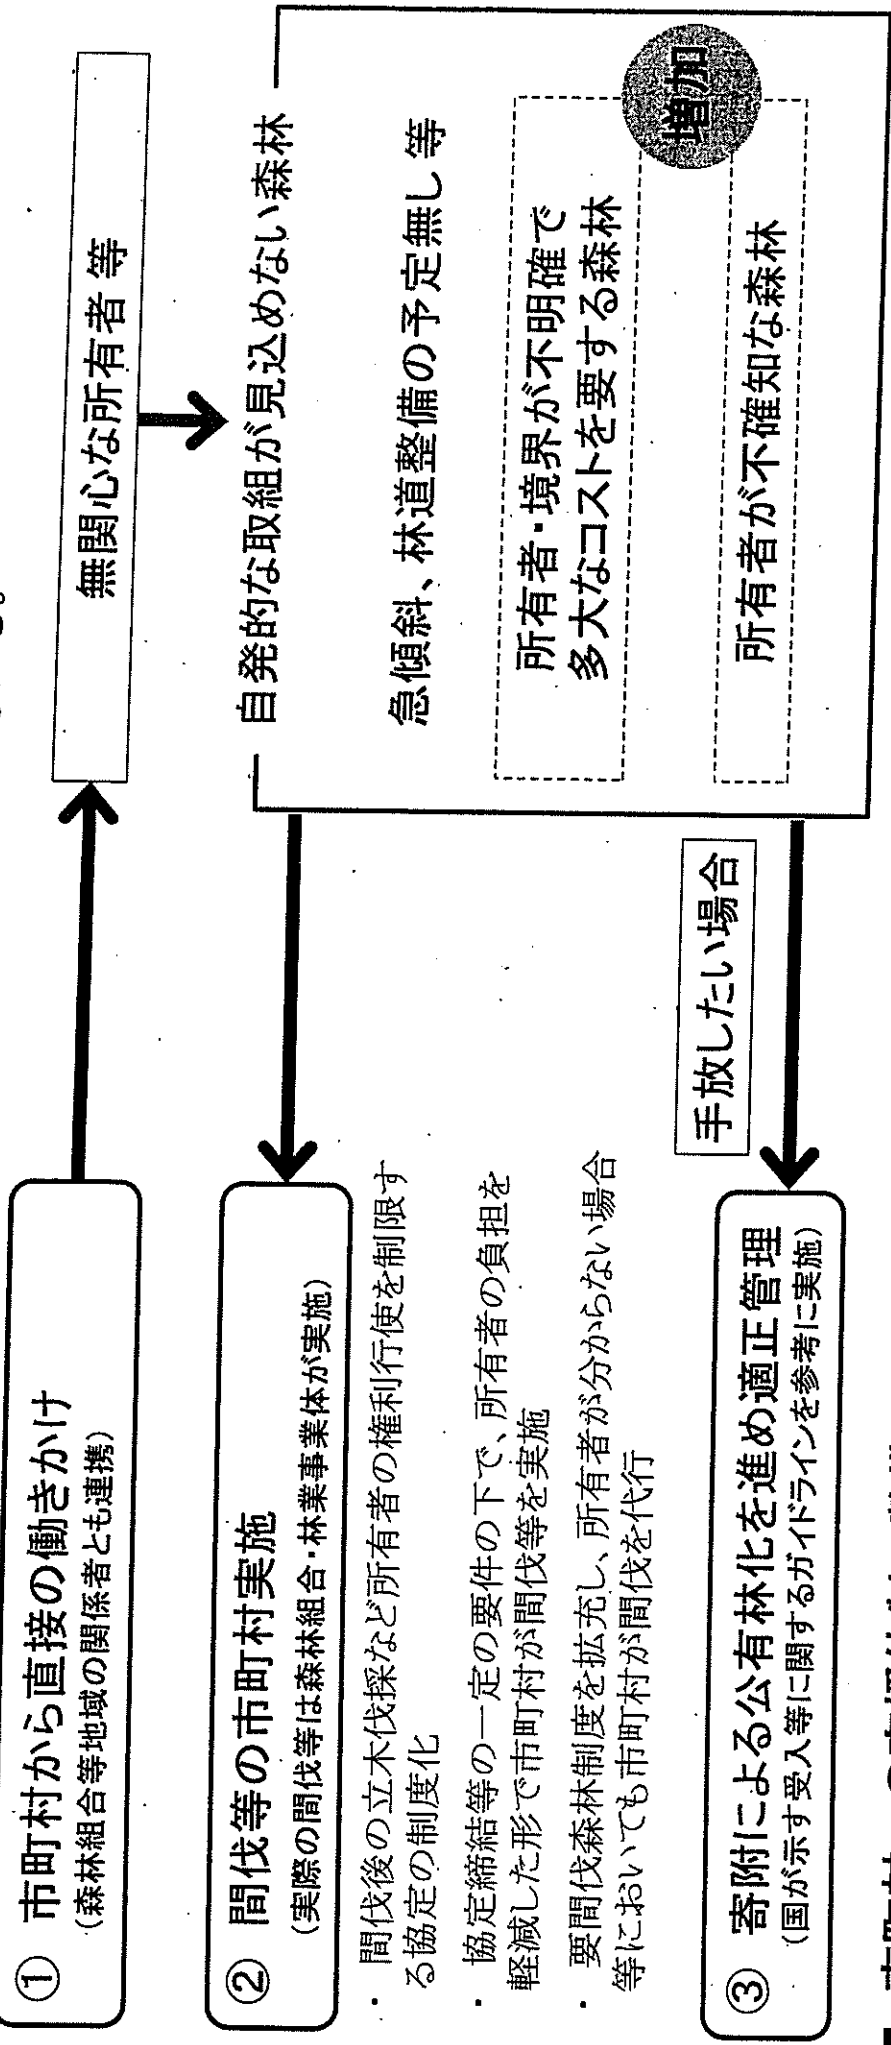 ① 市町村から直接の働きかけ
（森林組合等地域の関係者とも連携）
無関心な所有者等
② 間伐等の市町村実施
（実際の間伐等は森林組合・林業事業体が実施）
・ 間伐後の立木伐採など所有者の権利行使を制限す
る協定の制度化
・ 協定締結等の一定の要件の下で、所有者の負担を
軽減した形で市町村が間伐等を実施
・ 要間伐森林制度を拡充し、所有者が分からない場合
等においても市町村が間伐を代行
自発的な取組が見込めない森林
急傾斜、林道整備の予定無し等
所有者・境界が不明確で
多大なコストを要する森林
増加
所有者が不確知な森林
手放したい場合
③ 寄附による公有林化を進め適正管理
（国が示す受入等に関するガイドラインを参考に実施）